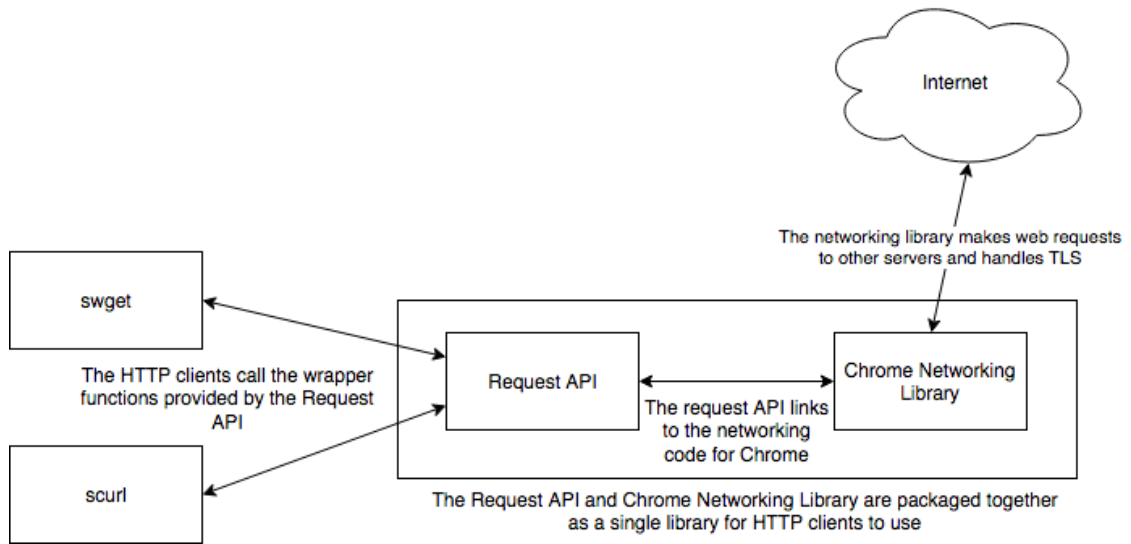 Internet
The networking library makes web requests
to other servers and handles TLS
swget
The HTTP clients call the wrapper
functions provided by the Request
API
scurl
Request API
Chrome Networking
Library
The request API links
to the networking
code for Chrome
The Request API and Chrome Networking Library are packaged together
as a single library for HTTP clients to use